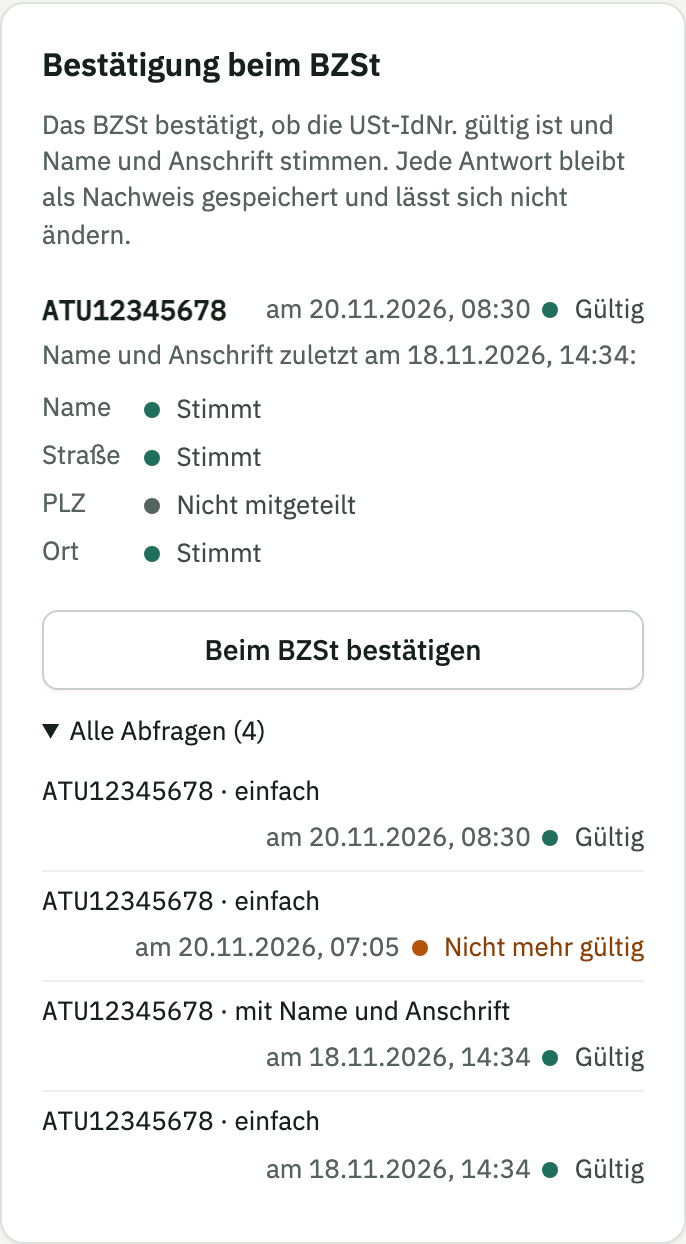 Bestätigung beim BZSt
Das BZSt bestätigt, ob die USt-IdNr. gültig ist und
Name und Anschrift stimmen. Jede Antwort bleibt
als Nachweis gespeichert und lässt sich nicht
ändern.
ATU12345678 am 20.11.2026, 08:30 Gültig
Name und Anschrift zuletzt am 18.11.2026, 14:34:
Name Stimmt
Straße Stimmt
PLZ Nicht mitgeteilt
Ort Stimmt
Beim BZSt bestätigen
▼ Alle Abfragen (4)
ATU12345678 · einfach
am 20.11.2026, 08:30 Gültig
ATU12345678 · einfach
am 20.11.2026, 07:05 Nicht mehr gültig
ATU12345678 · mit Name und Anschrift
am 18.11.2026, 14:34 Gültig
ATU12345678 · einfach
am 18.11.2026, 14:34 Gültig